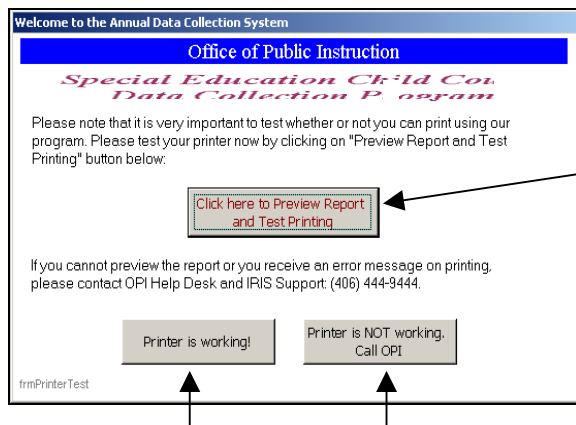 Welcome to the Annual Data Collection System
Office of Public Instruction
Special Education Child Cou
Data Collection Program
Please note that it is very important to test whether or not you can print using our
program. Please test your printer now by clicking on "Preview Report and Test
Printing" button below:
Click here to Preview Report
and Test Printing
If you cannot preview the report or you receive an error message on printing,
please contact OPI Help Desk and IRIS Support: (406) 444-9444.
Printer is working!
Printer is NOT working.
Call OPI
frmPrinterTest